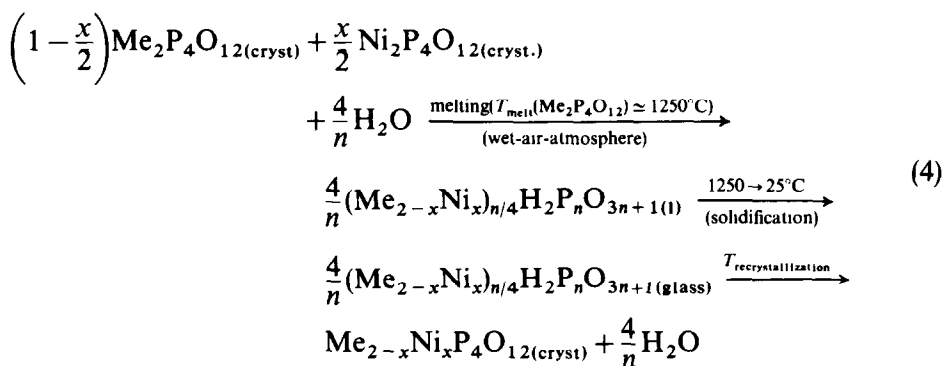 (1 − x/2)Me₂P₄O₁₂(cryst) + x/2 Ni₂P₄O₁₂(cryst.)
+ 4/n H₂O melting(T_melt(Me₂P₄O₁₂) ≃ 1250°C) (wet-air-atmosphere) →
4/n (Me₂₋ₓNiₓ)n/4H₂PnO₃n+1(l) 1250 → 25°C (solidification) → (4)
4/n (Me₂₋ₓNiₓ)n/4H₂PnO₃n+1(glass) T_recrystallization →
Me₂₋ₓNiₓP₄O₁₂(cryst) + 4/n H₂O